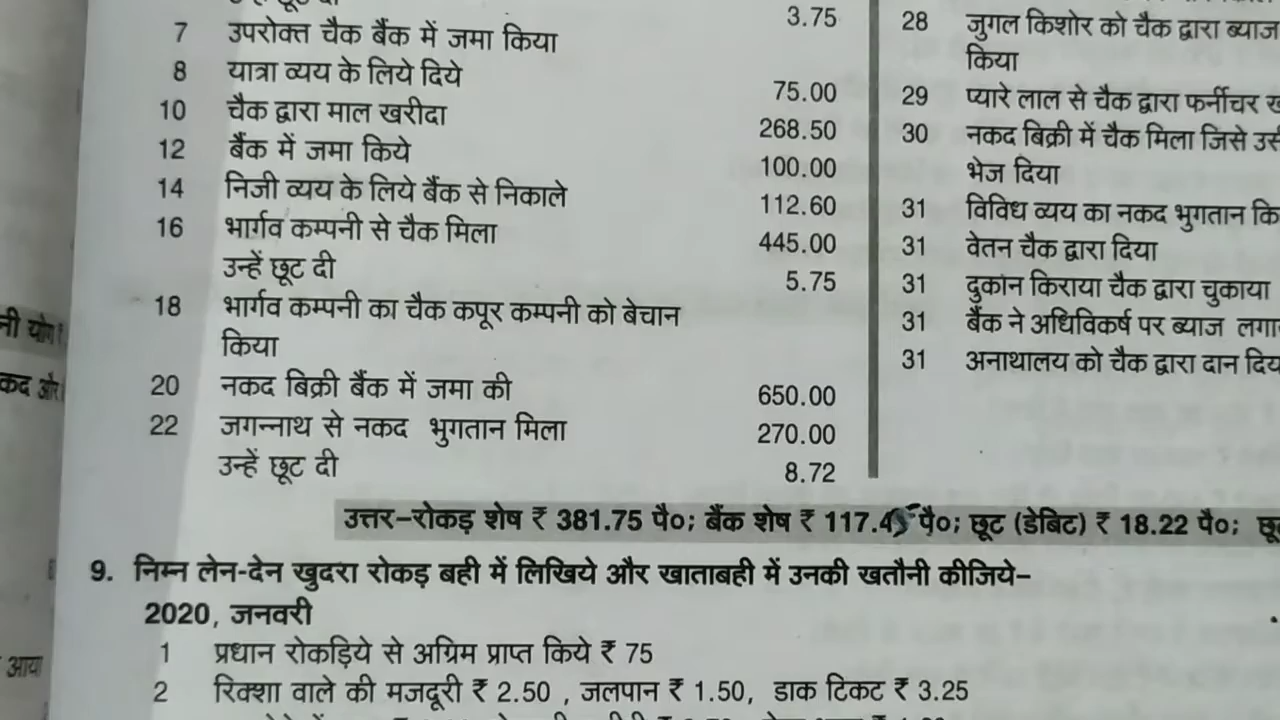 3.75
7 उपरोक्त चैक बैंक में जमा किया
8 यात्रा व्यय के लिये दिये 75.00
10 चैक द्वारा माल खरीदा 268.50
12 बैंक में जमा किये 100.00
14 निजी व्यय के लिये बैंक से निकाले 112.60
16 भार्गव कम्पनी से चैक मिला 445.00
उन्हें छूट दी 5.75
18 भार्गव कम्पनी का चैक कपूर कम्पनी को बेचान
किया
20 नकद बिक्री बैंक में जमा की 650.00
22 जगन्नाथ से नकद भुगतान मिला 270.00
उन्हें छूट दी 8.72
28 जुगल किशोर को चैक द्वारा ब्याज
किया
29 प्यारे लाल से चैक द्वारा फर्नीचर
30 नकद बिक्री में चैक मिला जिसे
भेज दिया
31 विविध व्यय का नकद भुगतान
31 वेतन चैक द्वारा दिया
31 दुकान किराया चैक द्वारा चुकाया
31 बैंक ने अधिविकर्ष पर ब्याज
31 अनाथालय को चैक द्वारा दान
उत्तर–रोकड़ शेष ₹ 381.75 पै०; बैंक शेष ₹ 117.45 पै०; छूट (डेबिट) ₹ 18.22 पै०;
9. निम्न लेन-देन खुदरा रोकड़ बही में लिखिये और खाताबही में उनकी खतौनी कीजिये–
2020, जनवरी
1 प्रधान रोकड़िये से अग्रिम प्राप्त किये ₹ 75
2 रिक्शा वाले की मजदूरी ₹ 2.50 , जलपान ₹ 1.50, डाक टिकट ₹ 3.25
आया